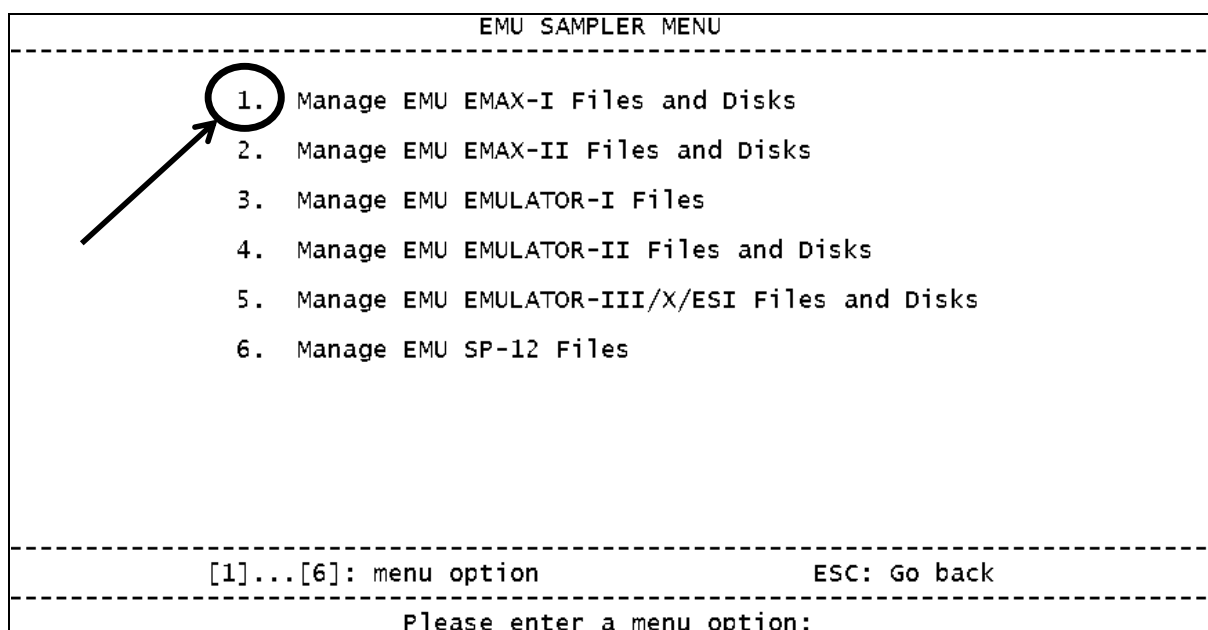 EMU SAMPLER MENU
1. Manage EMU EMAX-I Files and Disks
2. Manage EMU EMAX-II Files and Disks
3. Manage EMU EMULATOR-I Files
4. Manage EMU EMULATOR-II Files and Disks
5. Manage EMU EMULATOR-III/X/ESI Files and Disks
6. Manage EMU SP-12 Files
[1]...[6]: menu option ESC: Go back
Please enter a menu option: